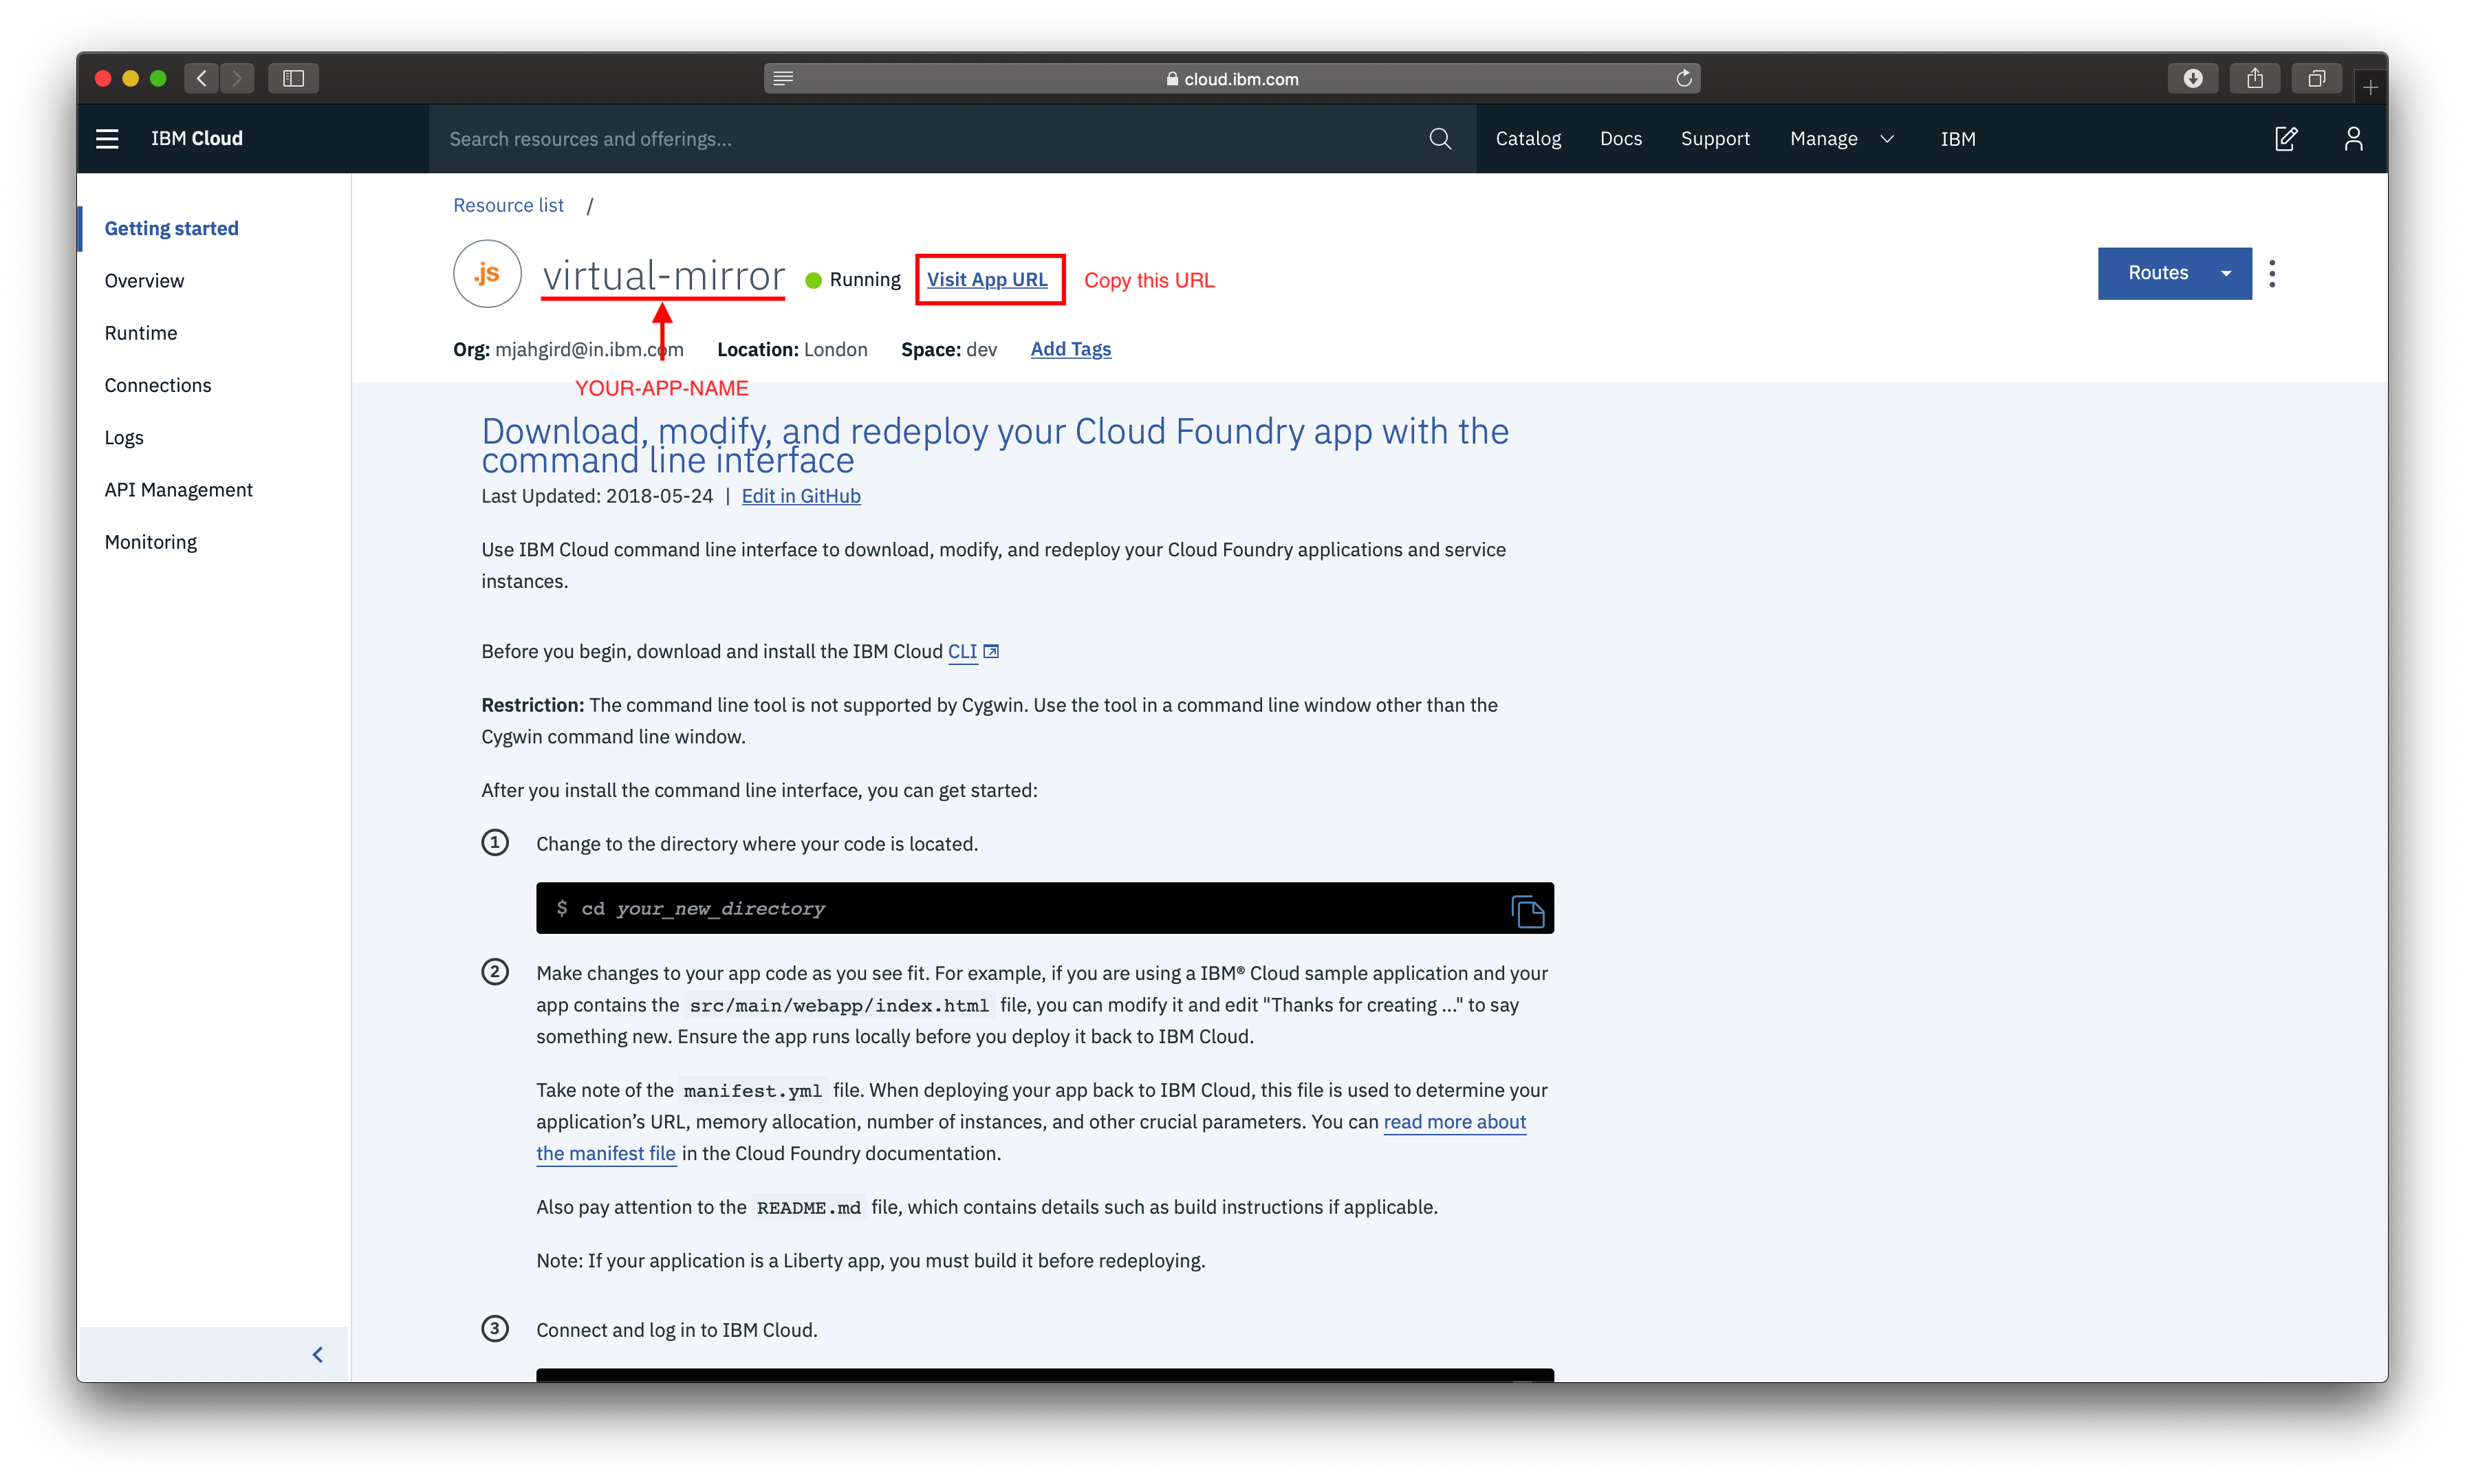 cloud.ibm.com
IBM Cloud
Search resources and offerings...
Catalog
Docs
Support
Manage
IBM
Getting started
Overview
Runtime
Connections
Logs
API Management
Monitoring
Resource list /
.js
virtual-mirror
Running
Visit App URL
Copy this URL
Routes
Org: mjahgird@in.ibm.com
Location: London
Space: dev
Add Tags
YOUR-APP-NAME
Download, modify, and redeploy your Cloud Foundry app with the
command line interface
Last Updated: 2018-05-24 | Edit in GitHub
Use IBM Cloud command line interface to download, modify, and redeploy your Cloud Foundry applications and service
instances.
Before you begin, download and install the IBM Cloud CLI
Restriction: The command line tool is not supported by Cygwin. Use the tool in a command line window other than the
Cygwin command line window.
After you install the command line interface, you can get started:
1 Change to the directory where your code is located.
$ cd your_new_directory
2 Make changes to your app code as you see fit. For example, if you are using a IBM® Cloud sample application and your
app contains the src/main/webapp/index.html file, you can modify it and edit "Thanks for creating ..." to say
something new. Ensure the app runs locally before you deploy it back to IBM Cloud.
Take note of the manifest.yml file. When deploying your app back to IBM Cloud, this file is used to determine your
application’s URL, memory allocation, number of instances, and other crucial parameters. You can read more about
the manifest file in the Cloud Foundry documentation.
Also pay attention to the README.md file, which contains details such as build instructions if applicable.
Note: If your application is a Liberty app, you must build it before redeploying.
3 Connect and log in to IBM Cloud.